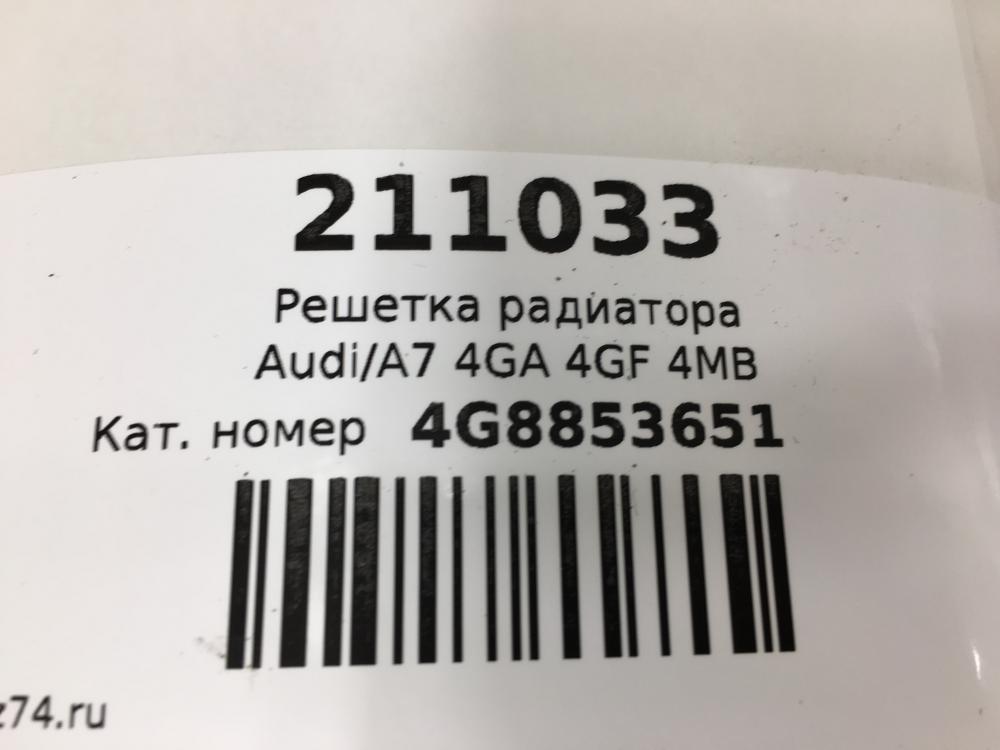 211033
Решетка радиатора
Audi/A7 4GA 4GF 4MB
Кат. номер 4G8853651
z74.ru